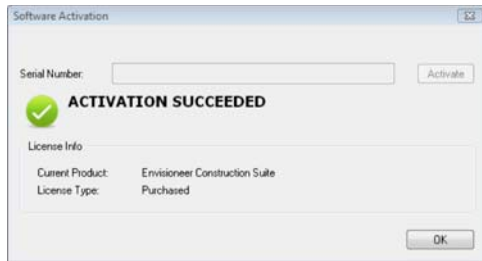 Software Activation
Serial Number:
Activate
ACTIVATION SUCCEEDED
License Info
Current Product: Envisioneer Construction Suite
License Type: Purchased
OK